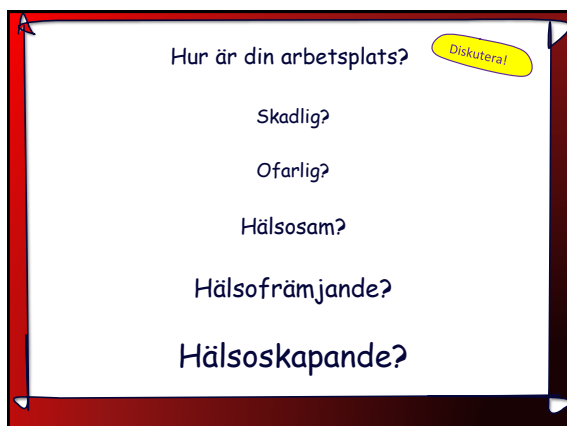 Hur är din arbetsplats?
Diskutera!
Skadlig?
Ofarlig?
Hälsosam?
Hälsofrämjande?
Hälsoskapande?